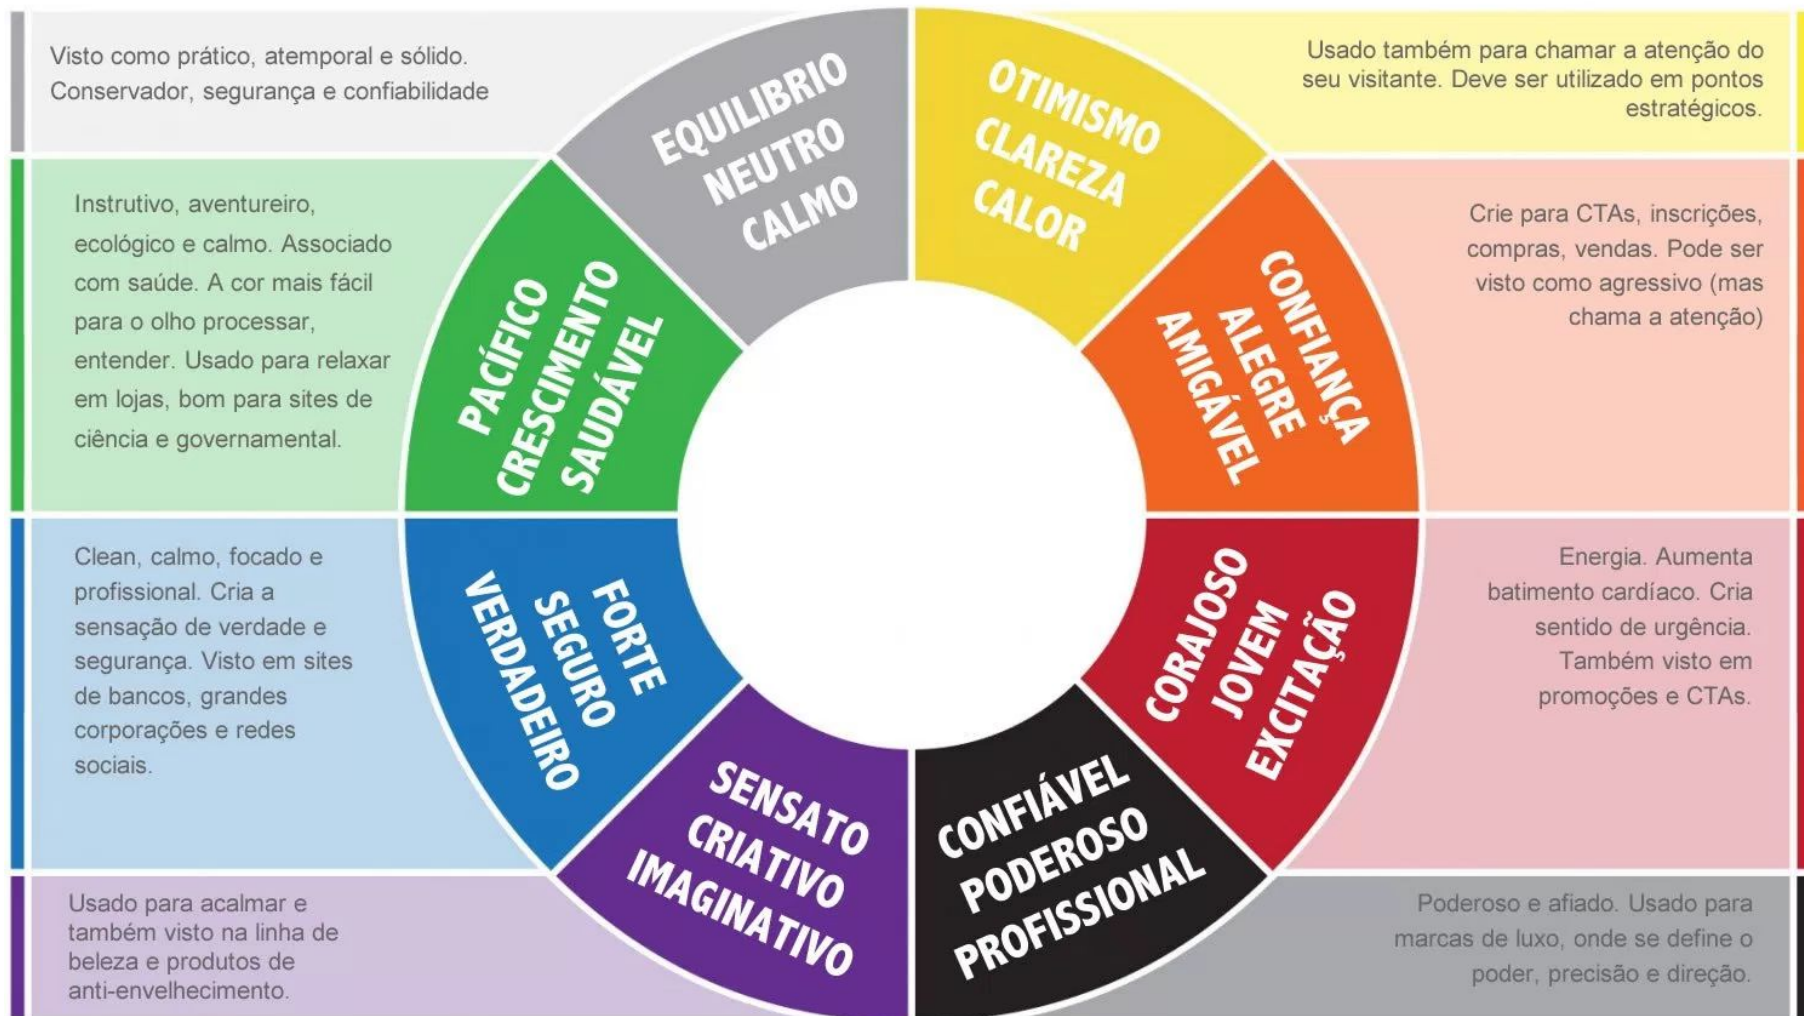 Visto como prático, atemporal e sólido.
Conservador, segurança e confiabilidade
EQUILIBRIO
NEUTRO
CALMO
OTIMISMO
CLAREZA
CALOR
Usado também para chamar a atenção do
seu visitante. Deve ser utilizado em pontos
estratégicos.
Instrutivo, aventureiro,
ecológico e calmo. Associado
com saúde. A cor mais fácil
para o olho processar,
entender. Usado para relaxar
em lojas, bom para sites de
ciência e governamental.
PACÍFICO
CRESCIMENTO
SAUDÁVEL
CONFIANÇA
ALEGRE
AMIGÁVEL
Crie para CTAs, inscrições,
compras, vendas. Pode ser
visto como agressivo (mas
chama a atenção)
Clean, calmo, focado e
profissional. Cria a
sensação de verdade e
segurança. Visto em sites
de bancos, grandes
corporações e redes
sociais.
FORTE
SEGURO
VERDADEIRO
CORAJOSO
JOVEM
EXCITAÇÃO
Energia. Aumenta
batimento cardíaco. Cria
sentido de urgência.
Também visto em
promoções e CTAs.
Usado para acalmar e
também visto na linha de
beleza e produtos de
anti-envelhecimento.
SENSATO
CRIATIVO
IMAGINATIVO
CONFIÁVEL
PODEROSO
PROFISSIONAL
Poderoso e afiado. Usado para
marcas de luxo, onde se define o
poder, precisão e direção.